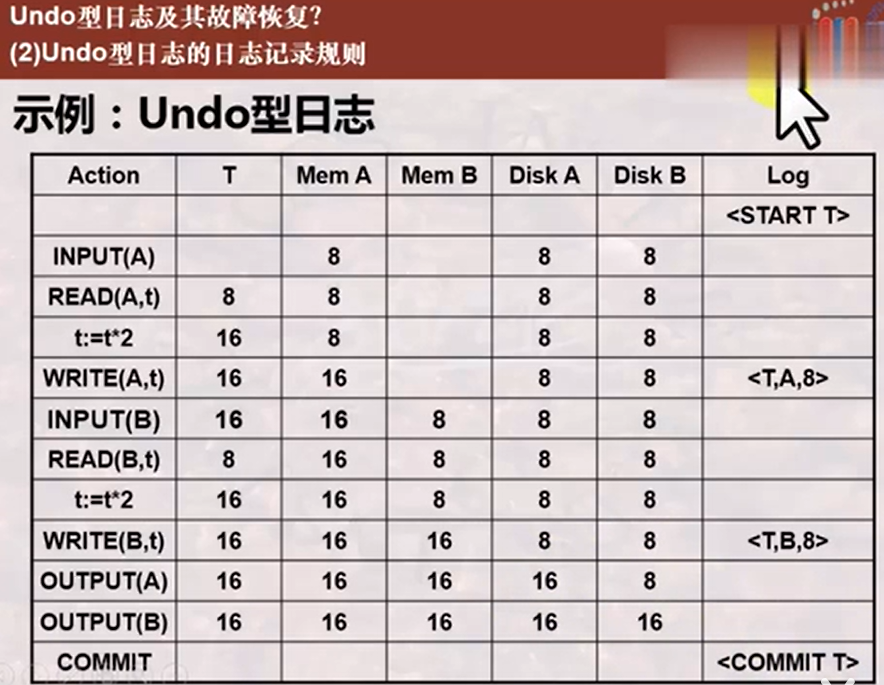 Undo型日志及其故障恢复？
(2)Undo型日志的日志记录规则
示例：Undo型日志
Action T Mem A Mem B Disk A Disk B Log
<START T>
INPUT(A) 8 8 8
READ(A,t) 8 8 8 8
t:=t*2 16 8 8 8
WRITE(A,t) 16 16 8 8 <T,A,8>
INPUT(B) 16 16 8 8 8
READ(B,t) 8 16 8 8 8
t:=t*2 16 16 8 8 8
WRITE(B,t) 16 16 16 8 8 <T,B,8>
OUTPUT(A) 16 16 16 16 8
OUTPUT(B) 16 16 16 16 16
COMMIT <COMMIT T>